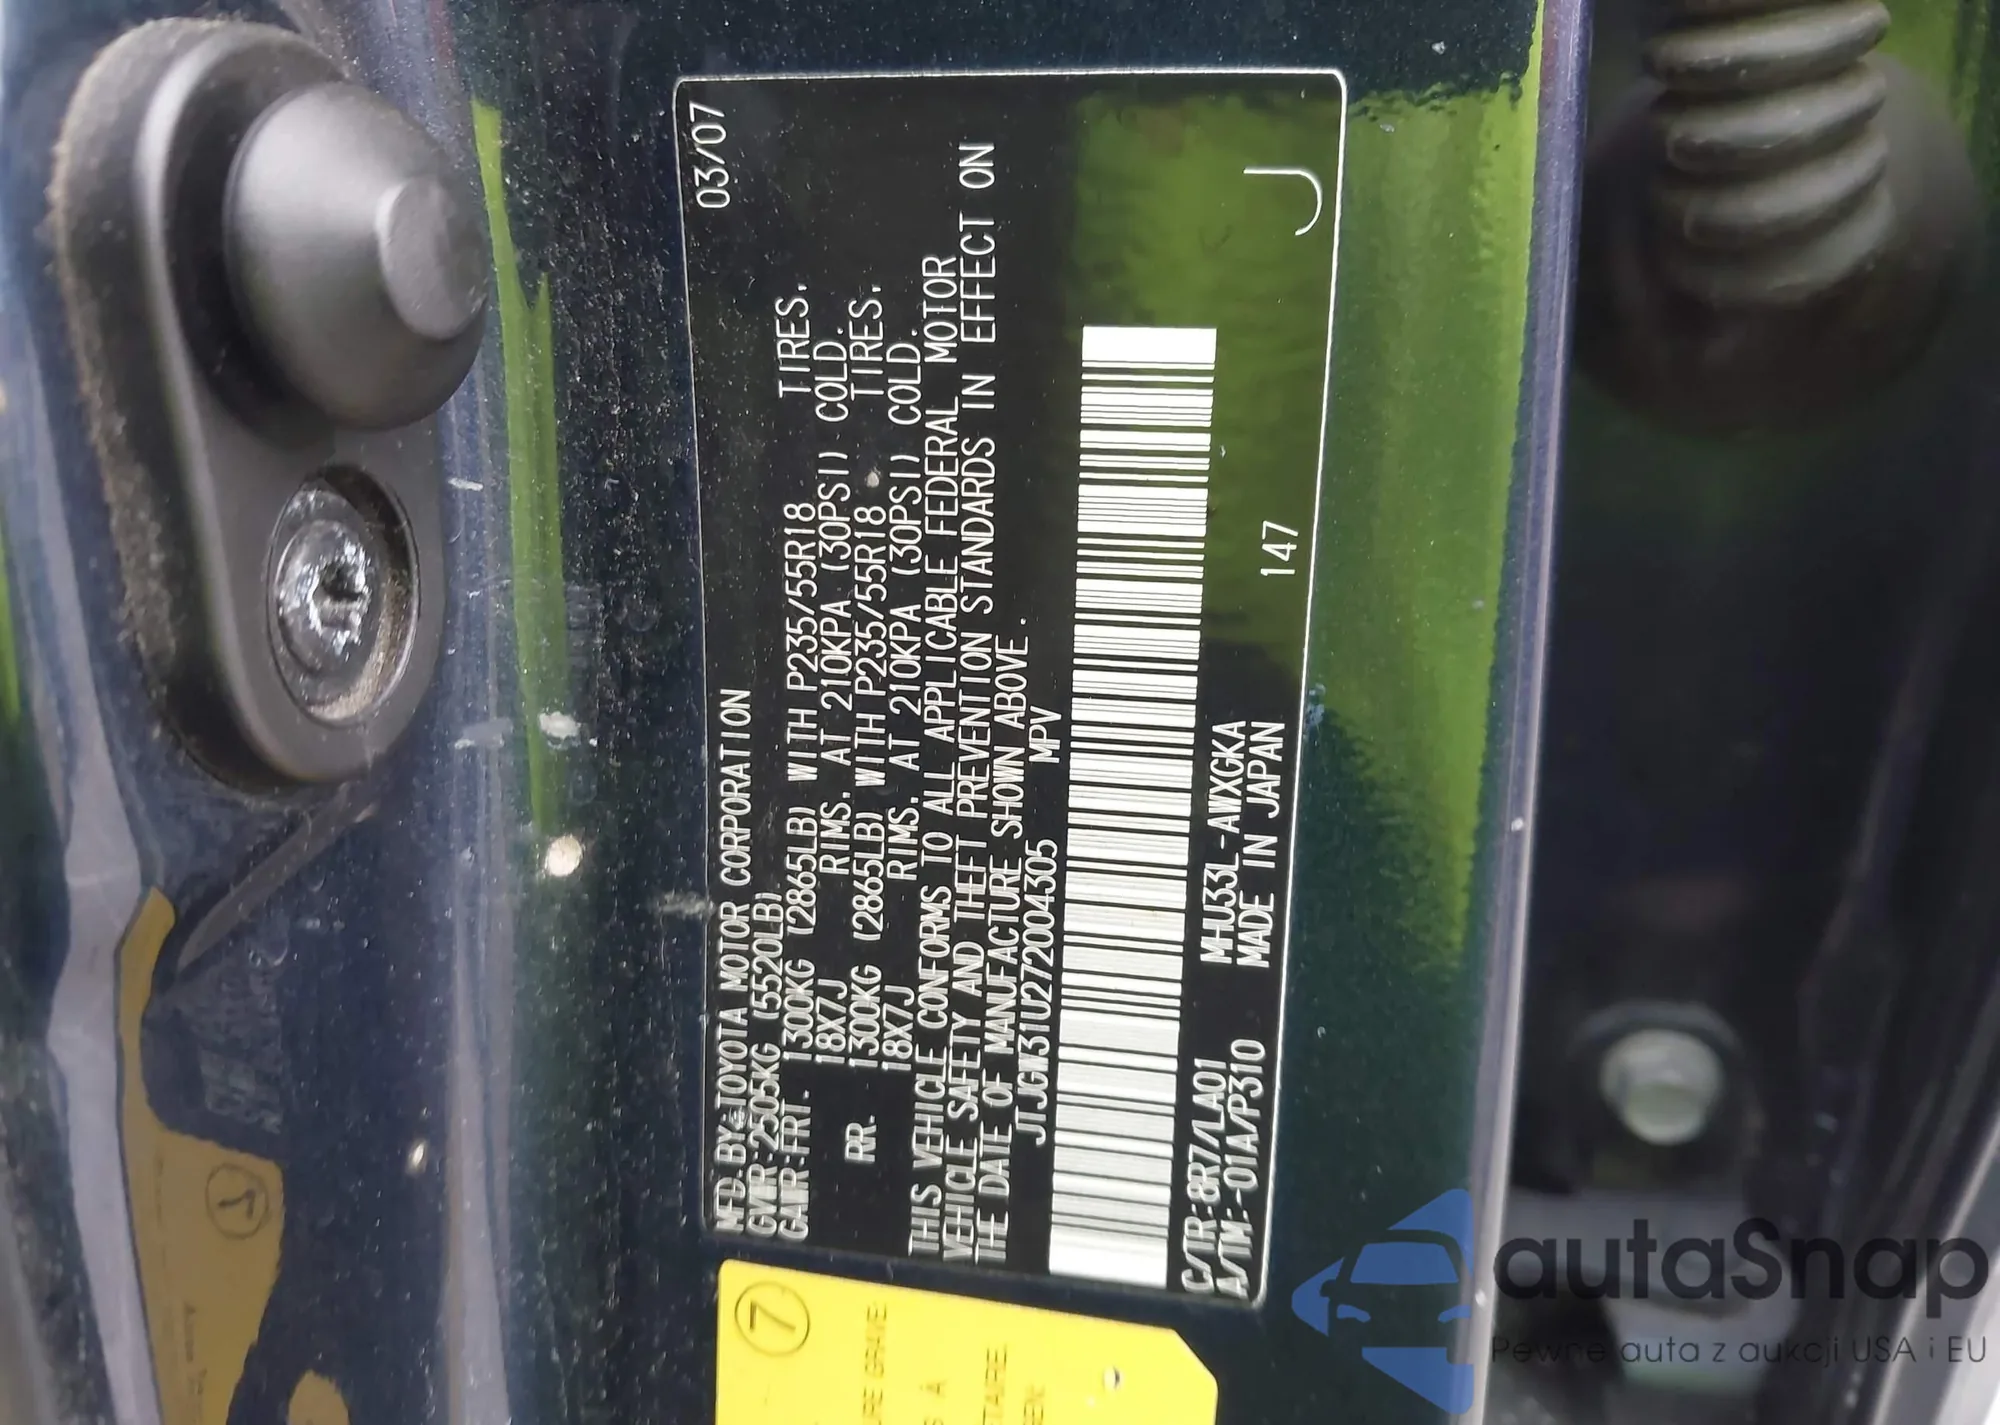 MFD. BY: TOYOTA MOTOR CORPORATION 03/07
GVWR: 2505KG (5520LB)
GAWR: FRT. 1300KG (2865LB) WITH P235/55R18 TIRES,
18X7J RIMS, AT 210KPA (30PSI) COLD.
RR. 1300KG (2865LB) WITH P235/55R18 TIRES,
18X7J RIMS, AT 210KPA (30PSI) COLD.
THIS VEHICLE CONFORMS TO ALL APPLICABLE FEDERAL MOTOR
VEHICLE SAFETY AND THEFT PREVENTION STANDARDS IN EFFECT ON
THE DATE OF MANUFACTURE SHOWN ABOVE.
JTJGW31U272004305 MPV
C/TR: 8R7/LA01 MHU33L-AWXGKA 147
A/TM: -01A/P310 MADE IN JAPAN J
7
GRAVE
À
autoSnap
Pewne auta z aukcji USA i EU